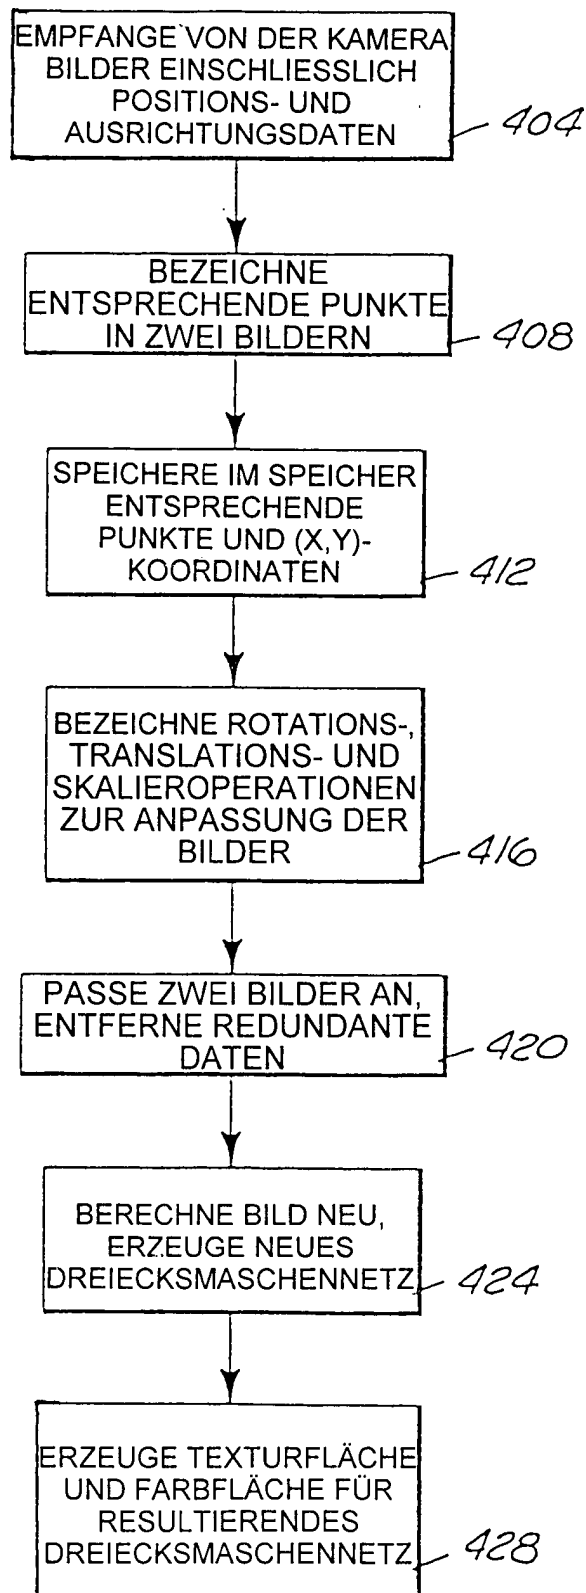 EMPFANGE VON DER KAMERA
BILDER EINSCHLIESSLICH
POSITIONS- UND
AUSRICHTUNGSDATEN
404
BEZEICHNE
ENTSPRECHENDE PUNKTE
IN ZWEI BILDERN
408
SPEICHERE IM SPEICHER
ENTSPRECHENDE
PUNKTE UND (X,Y)-
KOORDINATEN
412
BEZEICHNE ROTATIONS-,
TRANSLATIONS- UND
SKALIEROPERATIONEN
ZUR ANPASSUNG DER
BILDER
416
PASSE ZWEI BILDER AN,
ENTFERNE REDUNDANTE
DATEN
420
BERECHNE BILD NEU,
ERZEUGE NEUES
DREIECKSMASCHENNETZ
424
ERZEUGE TEXTURFLÄCHE
UND FARBFLÄCHE FÜR
RESULTIERENDES
DREIECKSMASCHENNETZ
428